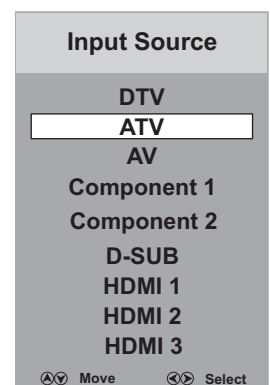 Input Source
DTV
ATV
AV
Component 1
Component 2
D-SUB
HDMI 1
HDMI 2
HDMI 3
Move Select